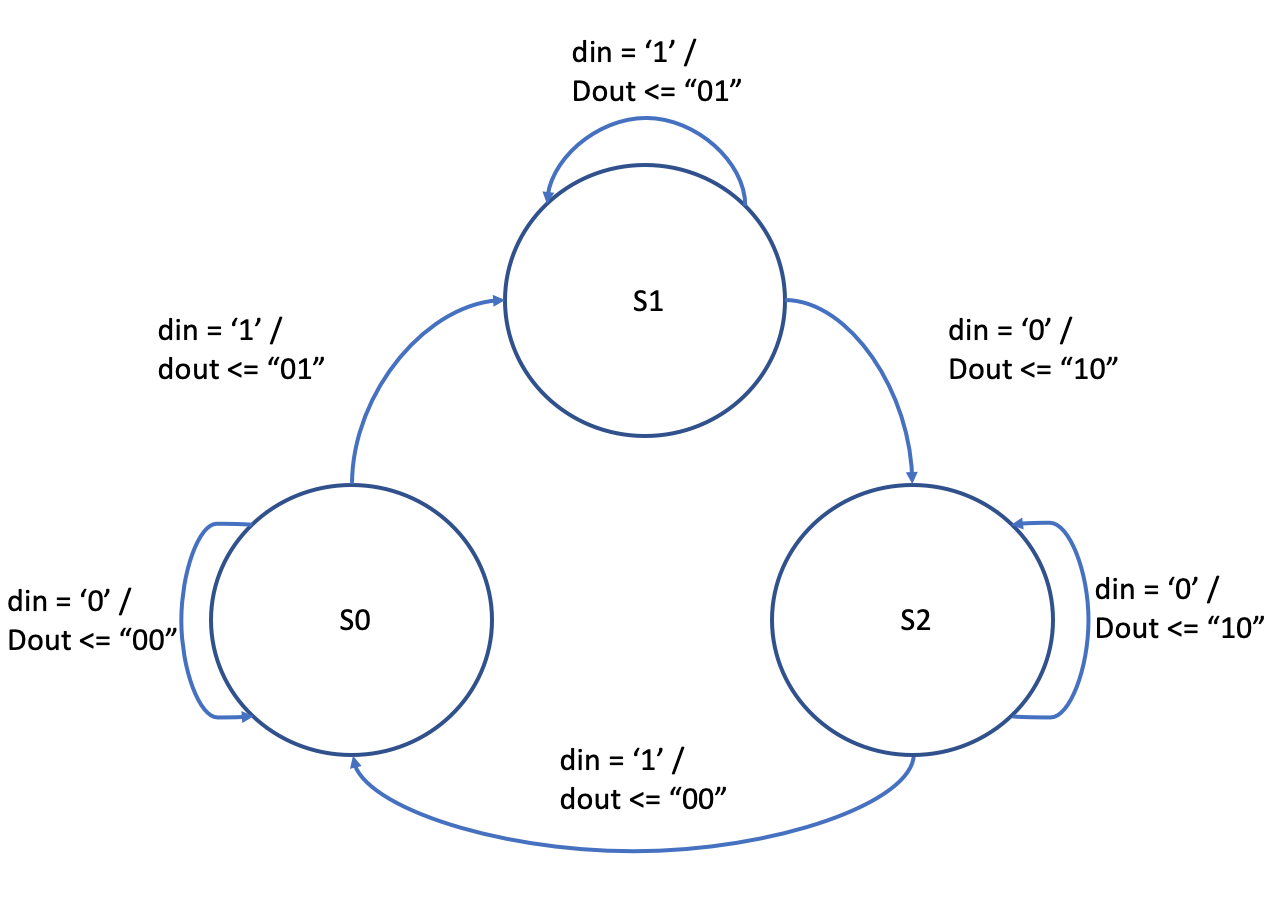 din = ‘1’ /
Dout <= “01”
S1
din = ‘1’ /
dout <= “01”
din = ‘0’ /
Dout <= “10”
din = ‘0’ /
Dout <= “00”
S0
S2
din = ‘0’ /
Dout <= “10”
din = ‘1’ /
dout <= “00”